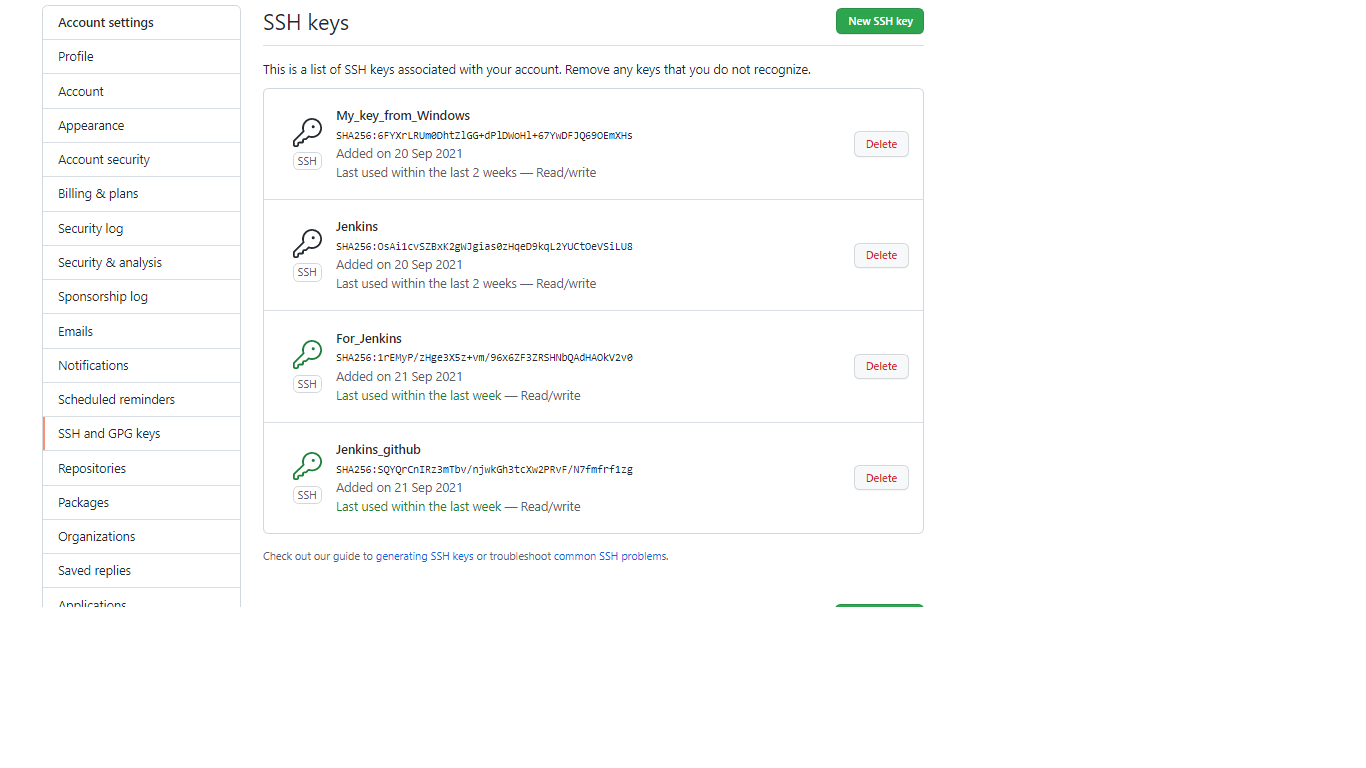 Account settings
Profile
Account
Appearance
Account security
Billing & plans
Security log
Security & analysis
Sponsorship log
Emails
Notifications
Scheduled reminders
SSH and GPG keys
Repositories
Packages
Organizations
Saved replies
Applications
SSH keys
New SSH key
This is a list of SSH keys associated with your account. Remove any keys that you do not recognize.
My_key_from_Windows
SHA256:6FYXrLRUm0DhtZlGG+dPlDWoHl+67YwDFJQ69OEmXHs
Added on 20 Sep 2021
Last used within the last 2 weeks — Read/write
SSH
Delete
Jenkins
SHA256:OsAi1cvSZBxK2gWJgias0zHqeD9kqL2YUCtOeVSiLU8
Added on 20 Sep 2021
Last used within the last 2 weeks — Read/write
SSH
Delete
For_Jenkins
SHA256:1rEMyP/zHge3X5z+vm/96x6ZF3ZRSHNbQAdHAOkV2v0
Added on 21 Sep 2021
Last used within the last week — Read/write
SSH
Delete
Jenkins_github
SHA256:SQYQrCnIRz3mTbv/njwkGh3tcXw2PRvF/N7fmfrf1zg
Added on 21 Sep 2021
Last used within the last week — Read/write
SSH
Delete
Check out our guide to generating SSH keys or troubleshoot common SSH problems.